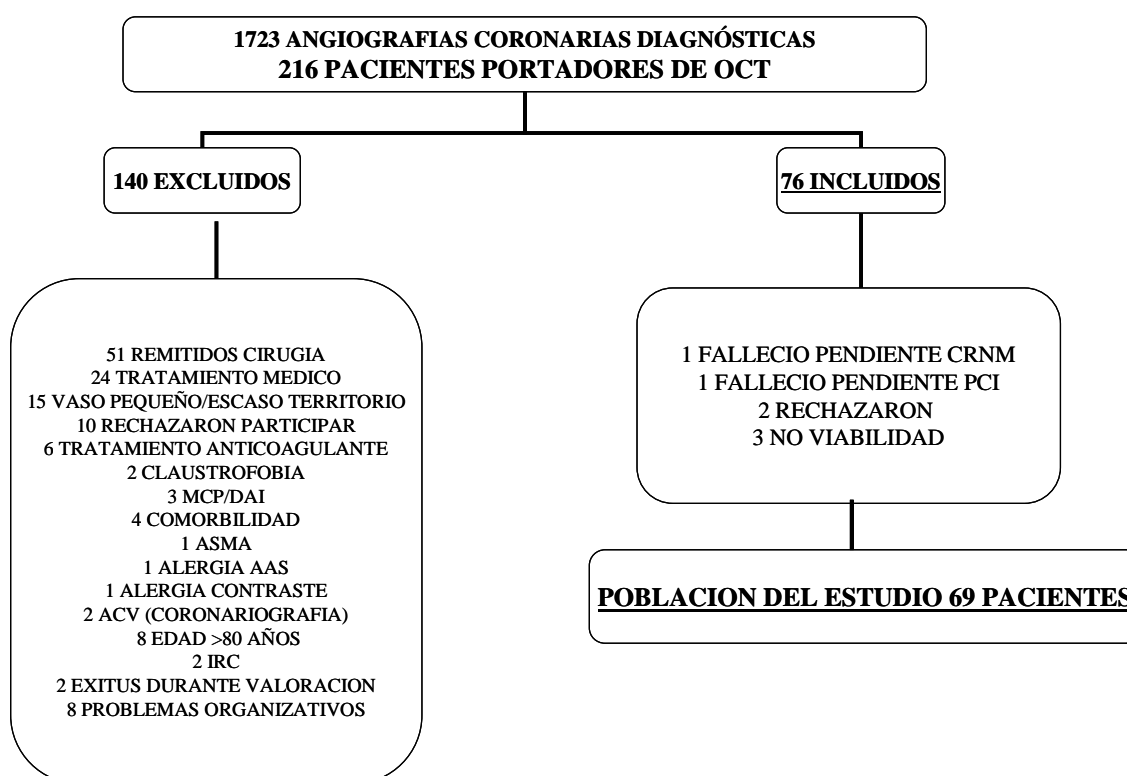 1723 ANGIOGRAFIAS CORONARIAS DIAGNÓSTICAS
216 PACIENTES PORTADORES DE OCT
140 EXCLUIDOS
76 INCLUIDOS
51 REMITIDOS CIRUGIA
24 TRATAMIENTO MEDICO
15 VASO PEQUEÑO/ESCASO TERRITORIO
10 RECHAZARON PARTICIPAR
6 TRATAMIENTO ANTICOAGULANTE
2 CLAUSTROFOBIA
3 MCP/DAI
4 COMORBILIDAD
1 ASMA
1 ALERGIA AAS
1 ALERGIA CONTRASTE
2 ACV (CORONARIOGRAFIA)
8 EDAD >80 AÑOS
2 IRC
2 EXITUS DURANTE VALORACION
8 PROBLEMAS ORGANIZATIVOS
1 FALLECIO PENDIENTE CRNM
1 FALLECIO PENDIENTE PCI
2 RECHAZARON
3 NO VIABILIDAD
POBLACION DEL ESTUDIO 69 PACIENTES